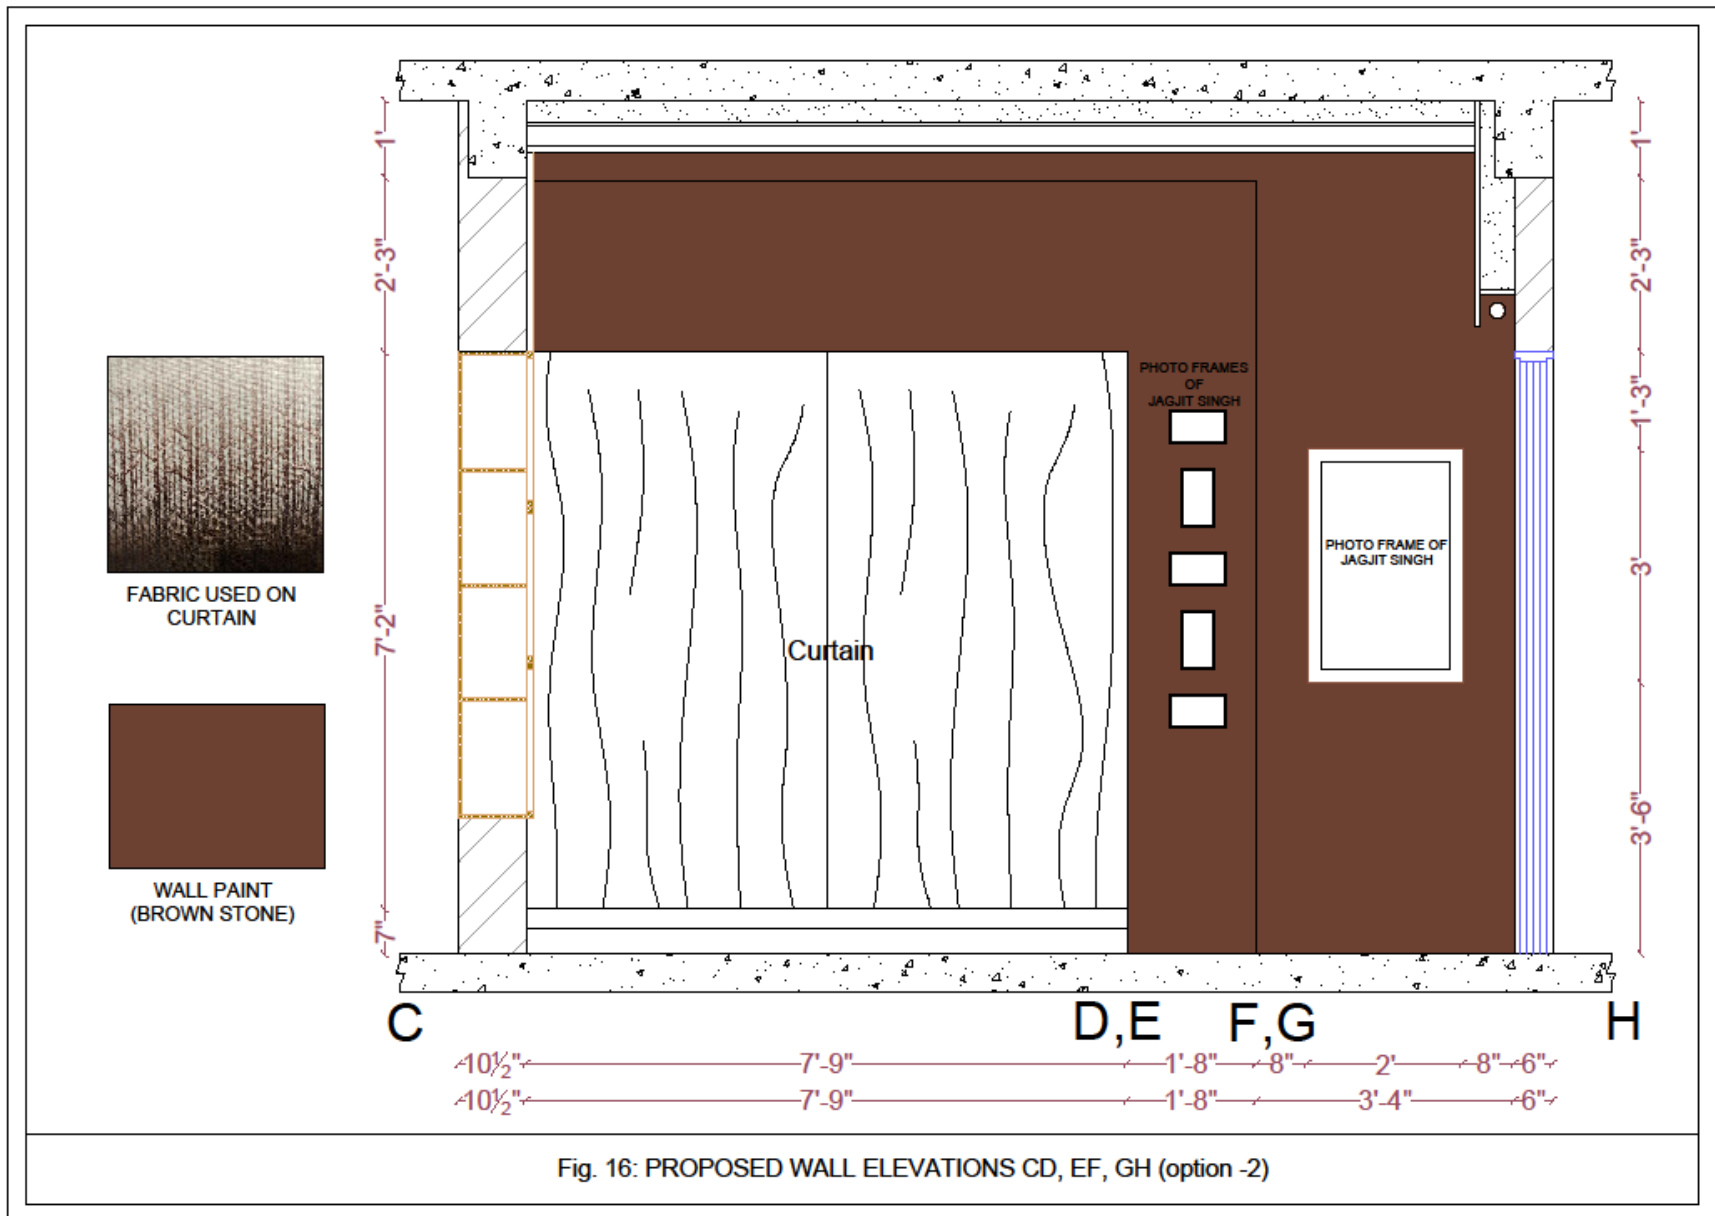 1'
2'-3"
7'-2"
7"
FABRIC USED ON
CURTAIN
WALL PAINT
(BROWN STONE)
Curtain
PHOTO FRAMES
OF
JAGJIT SINGH
PHOTO FRAME OF
JAGJIT SINGH
1'
2'-3"
1'-3"
3'
3'-6"
C
D,E
F,G
H
10½" 7'-9" 1'-8" 8" 2' 8" 6"
10½" 7'-9" 1'-8" 3'-4" 6"
Fig. 16: PROPOSED WALL ELEVATIONS CD, EF, GH (option -2)